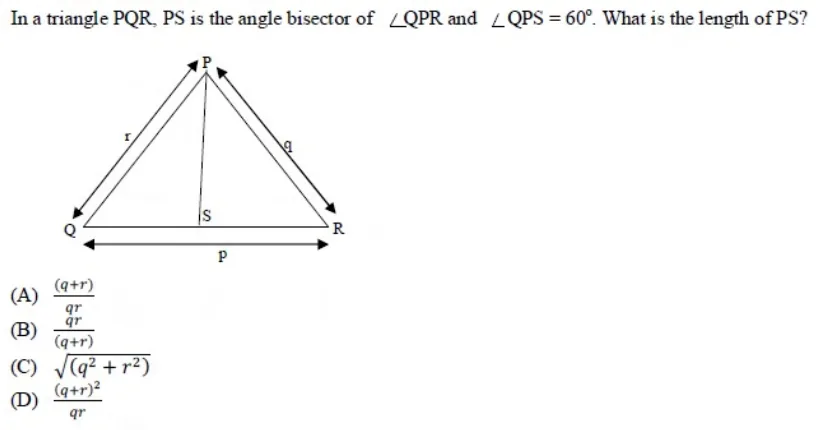 In a triangle PQR, PS is the angle bisector of ∠QPR and ∠QPS = 60°. What is the length of PS?
P
r
q
S
Q
R
p
(A) (q+r)/qr
(B) qr/(q+r)
(C) √(q² + r²)
(D) (q+r)²/qr